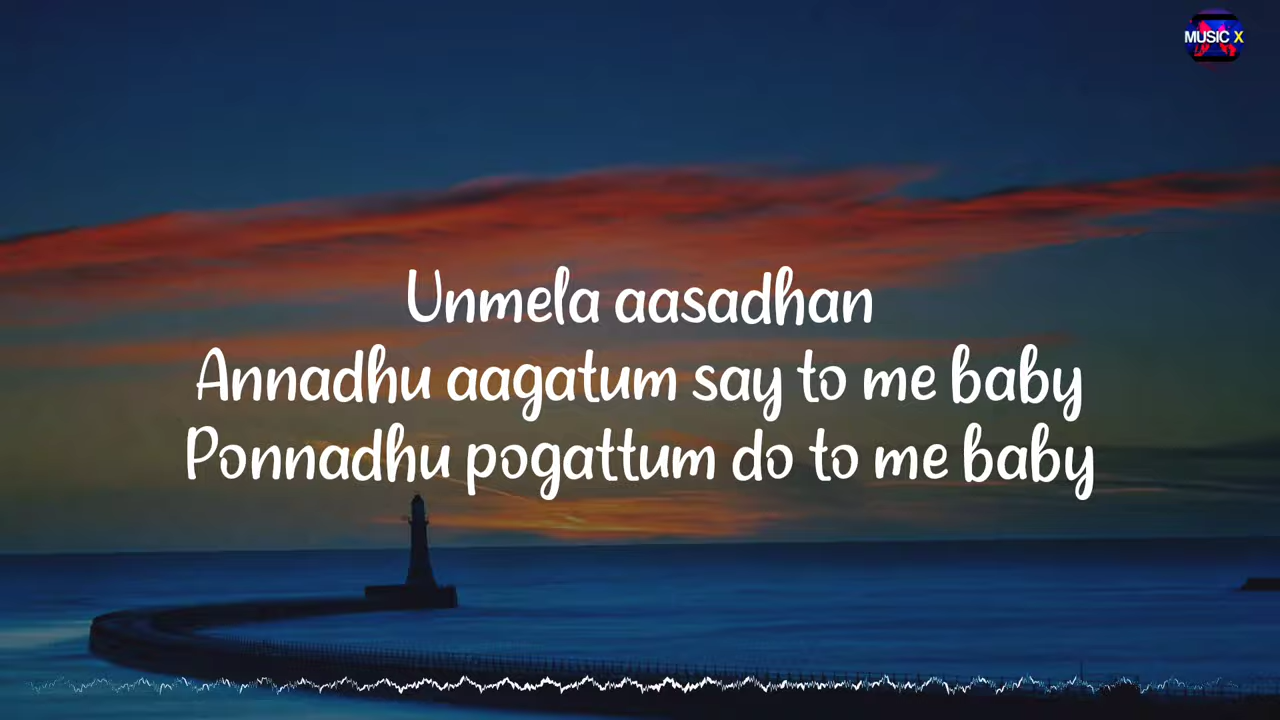 MUSIC X
Unmela aasadhan
Annadhu aagatum say to me baby
Ponnadhu pogattum do to me baby